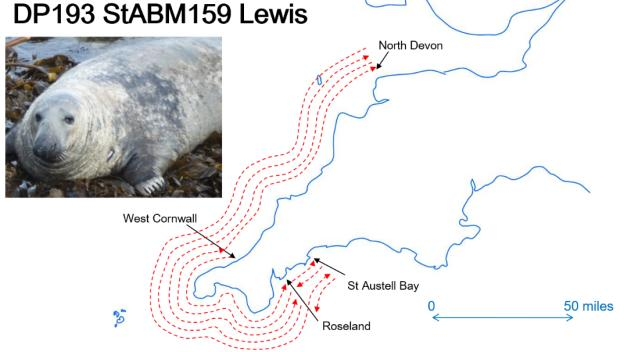 DP193 StABM159 Lewis
North Devon
West Cornwall
St Austell Bay
0 50 miles
Roseland